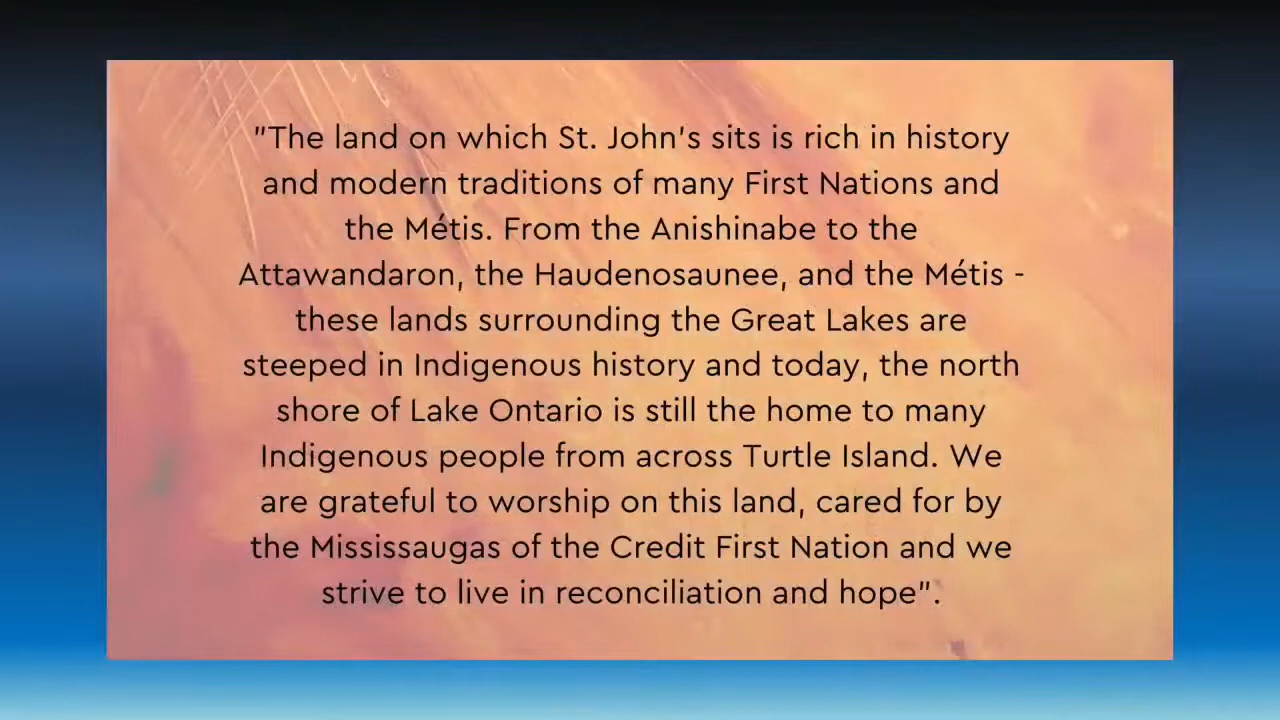 "The land on which St. John's sits is rich in history
and modern traditions of many First Nations and
the Métis. From the Anishinabe to the
Attawandaron, the Haudenosaunee, and the Métis -
these lands surrounding the Great Lakes are
steeped in Indigenous history and today, the north
shore of Lake Ontario is still the home to many
Indigenous people from across Turtle Island. We
are grateful to worship on this land, cared for by
the Mississaugas of the Credit First Nation and we
strive to live in reconciliation and hope".